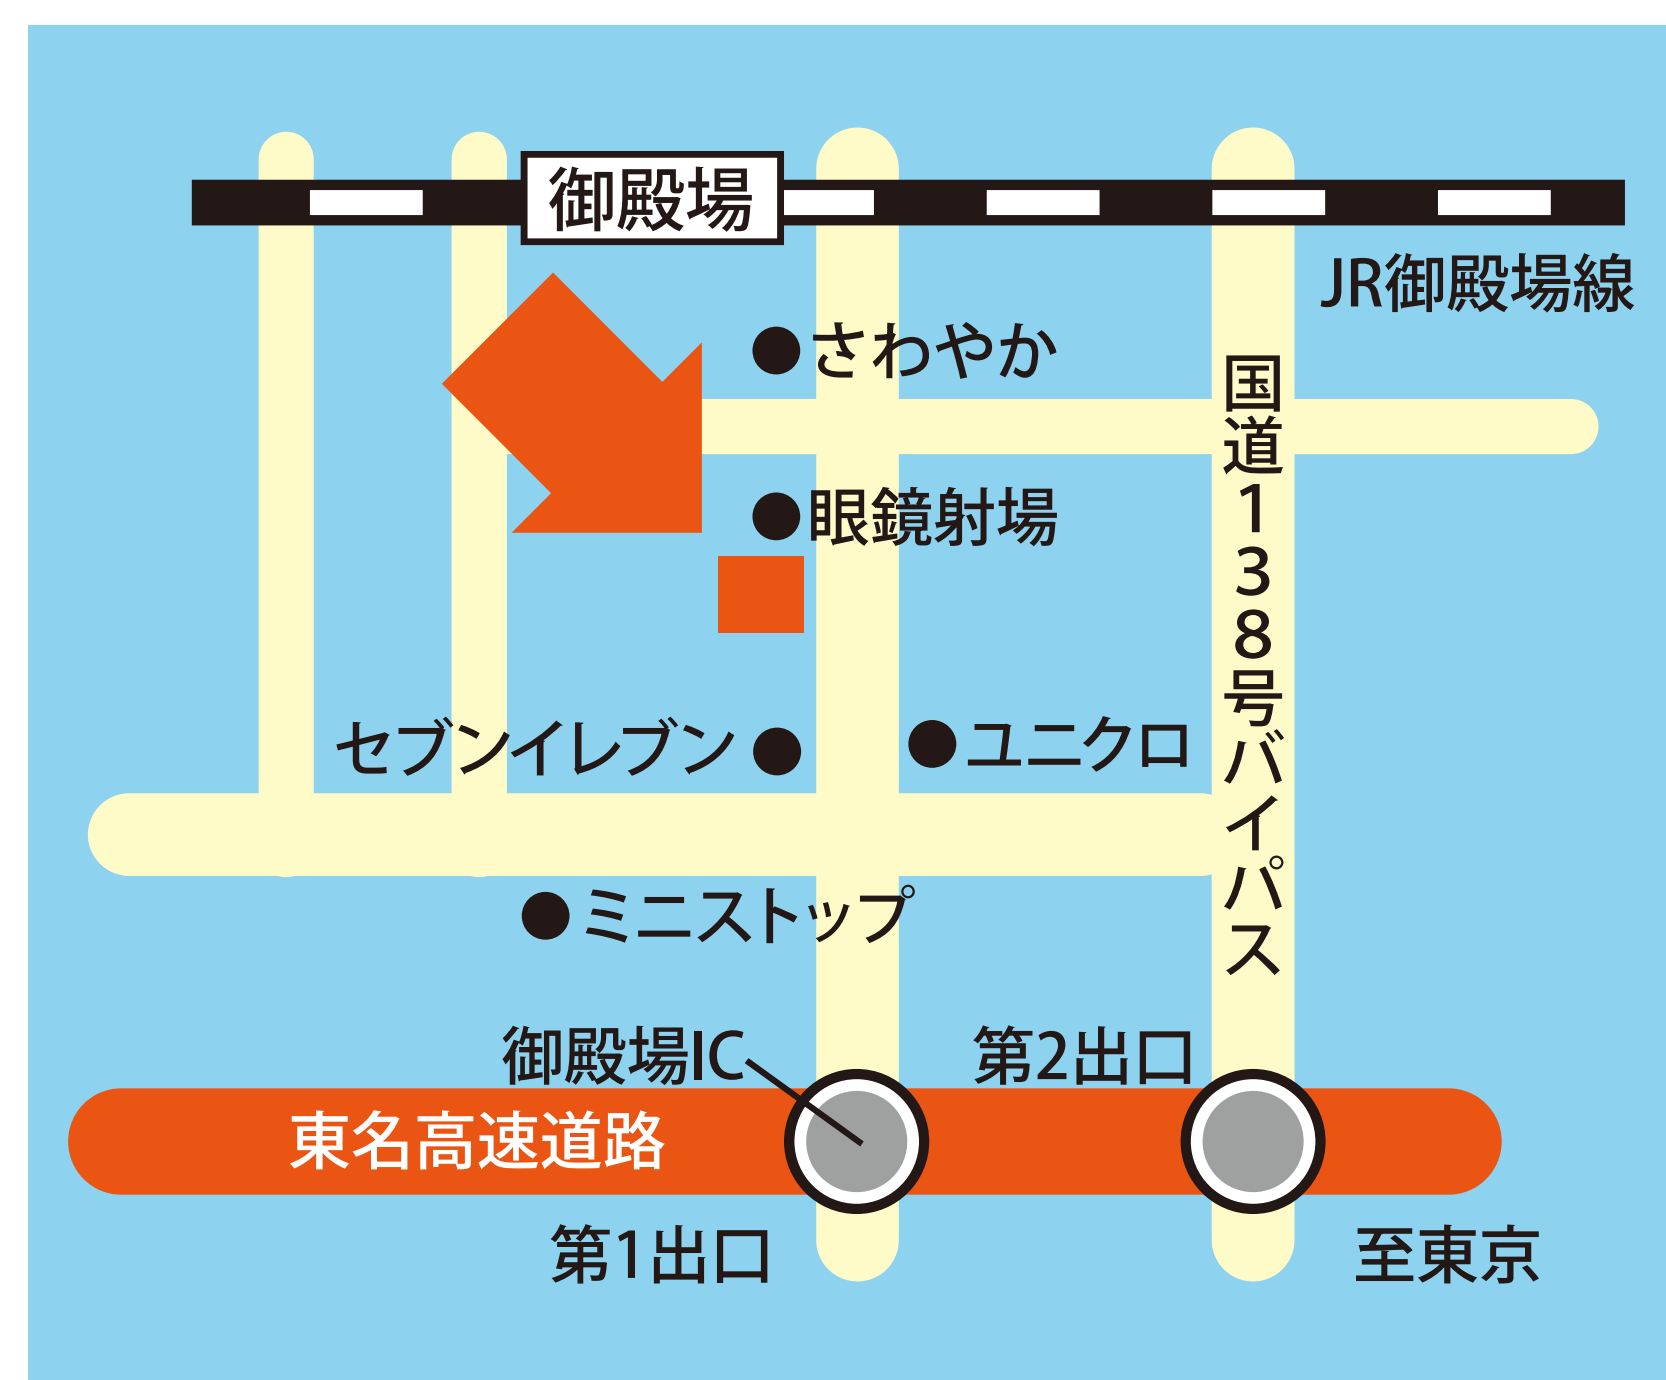 御殿場
JR御殿場線
さわやか
国道138号バイパス
眼鏡射場
セブンイレブン
ユニクロ
ミニストップ
御殿場IC
第2出口
東名高速道路
第1出口
至東京